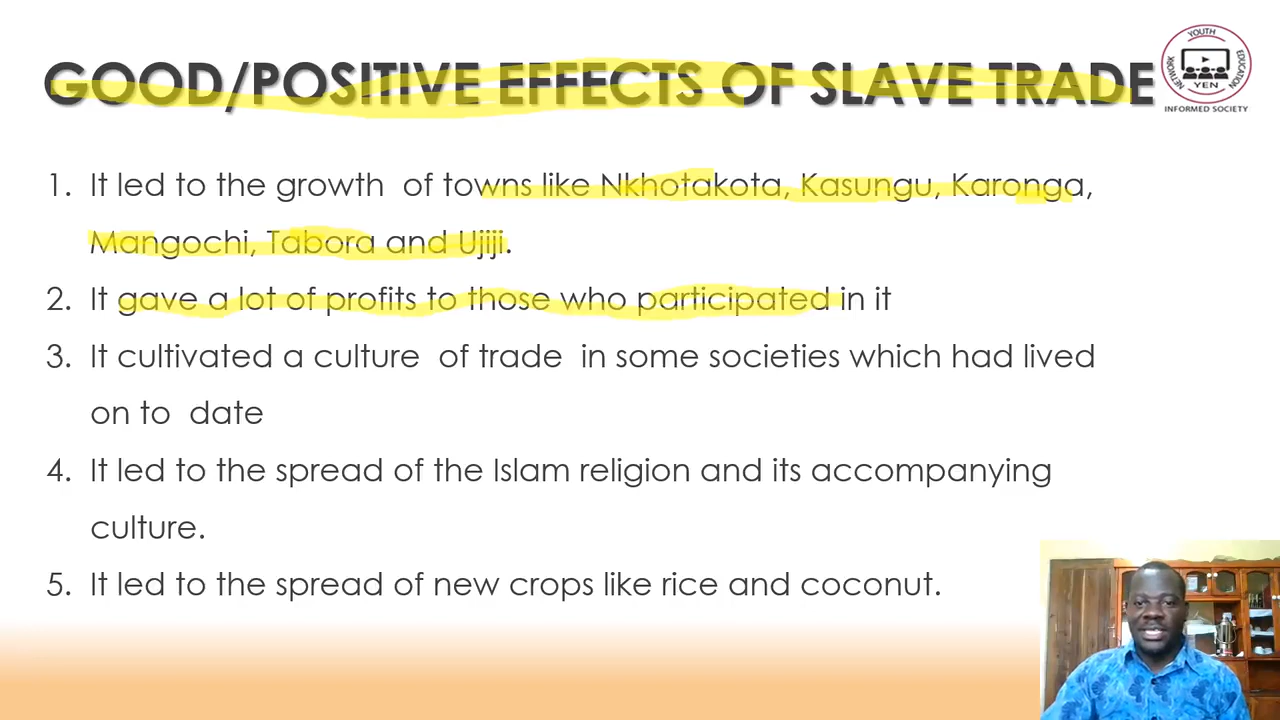 GOOD/POSITIVE EFFECTS OF SLAVE TRADE
YOUTH EDUCATION NETWORK
YEN
INFORMED SOCIETY
1. It led to the growth of towns like Nkhotakota, Kasungu, Karonga,
Mangochi, Tabora and Ujiji.
2. It gave a lot of profits to those who participated in it
3. It cultivated a culture of trade in some societies which had lived
on to date
4. It led to the spread of the Islam religion and its accompanying
culture.
5. It led to the spread of new crops like rice and coconut.